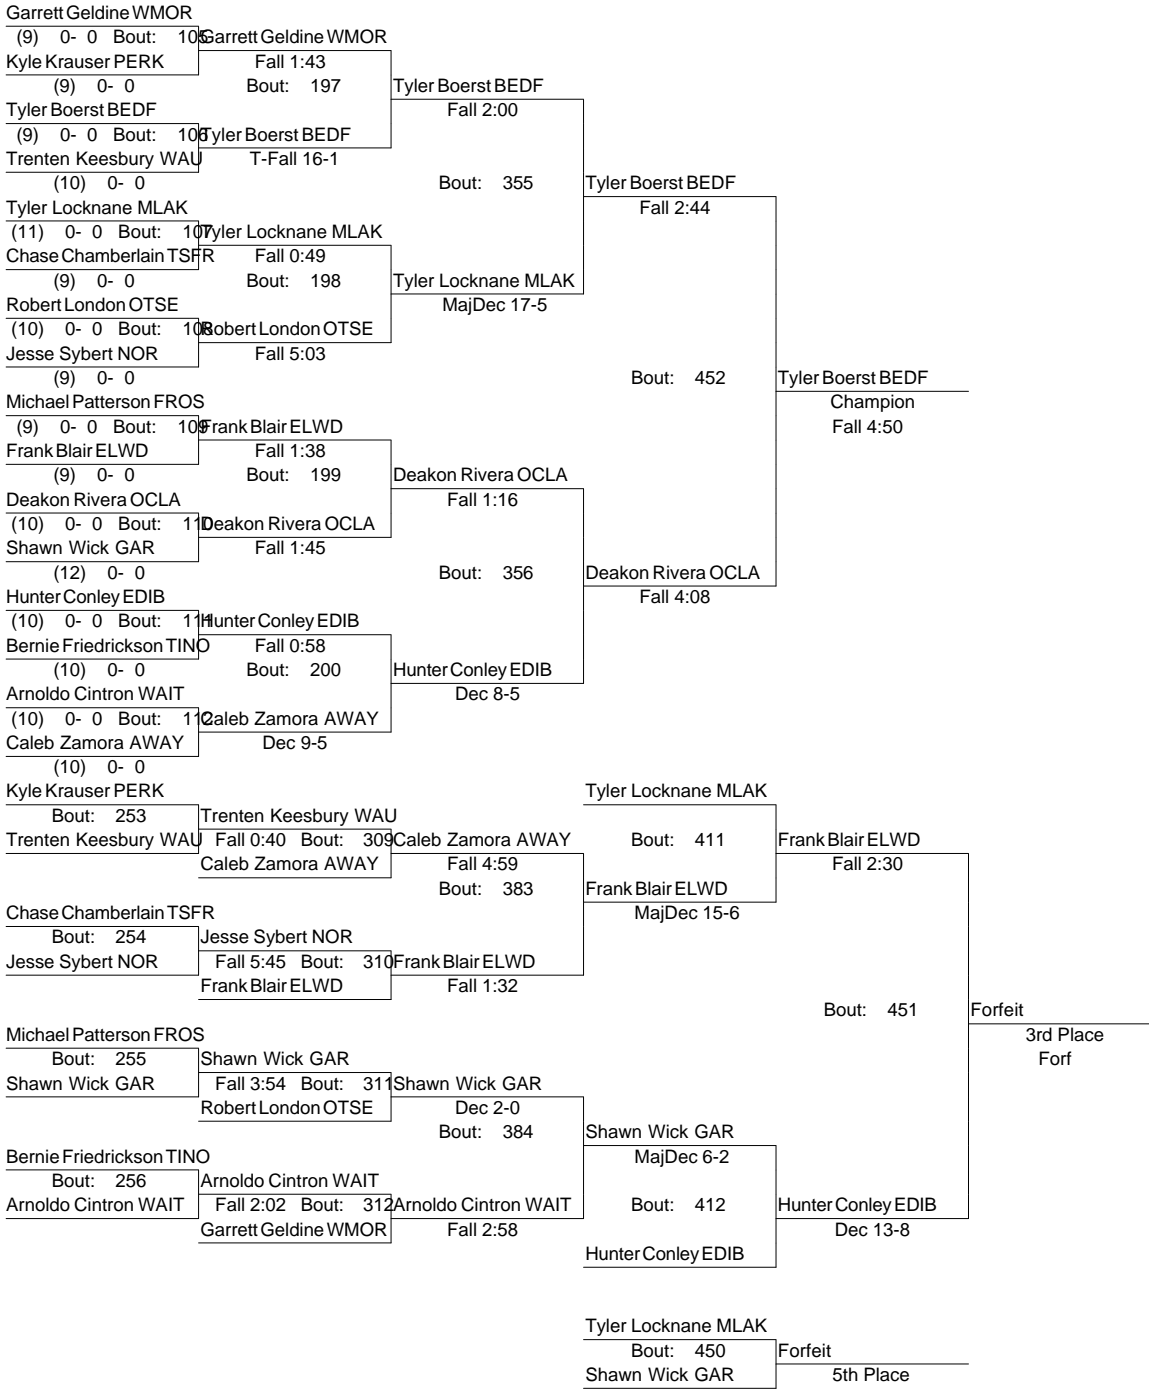 Garrett Geldine WMOR
(9) 0- 0 Bout: 105 Garrett Geldine WMOR
Kyle Krauser PERK Fall 1:43
(9) 0- 0 Bout: 197 Tyler Boerst BEDF
Tyler Boerst BEDF Fall 2:00
(9) 0- 0 Bout: 106 Tyler Boerst BEDF
Trenten Keesbury WAU T-Fall 16-1
(10) 0- 0 Bout: 355 Tyler Boerst BEDF
Tyler Locknane MLAK Fall 2:44
(11) 0- 0 Bout: 107 Tyler Locknane MLAK
Chase Chamberlain TSFR Fall 0:49
(9) 0- 0 Bout: 198 Tyler Locknane MLAK
Robert London OTSE MajDec 17-5
(10) 0- 0 Bout: 108 Robert London OTSE
Jesse Sybert NOR Fall 5:03
(9) 0- 0 Bout: 452 Tyler Boerst BEDF
Michael Patterson FROS Champion
(9) 0- 0 Bout: 109 Frank Blair ELWD Fall 4:50
Frank Blair ELWD Fall 1:38
(9) 0- 0 Bout: 199 Deakon Rivera OCLA
Deakon Rivera OCLA Fall 1:16
(10) 0- 0 Bout: 110 Deakon Rivera OCLA
Shawn Wick GAR Fall 1:45
(12) 0- 0 Bout: 356 Deakon Rivera OCLA
Hunter Conley EDIB Fall 4:08
(10) 0- 0 Bout: 111 Hunter Conley EDIB
Bernie Friedrickson TINO Fall 0:58
(10) 0- 0 Bout: 200 Hunter Conley EDIB
Arnoldo Cintron WAIT Dec 8-5
(10) 0- 0 Bout: 112 Caleb Zamora AWAY
Caleb Zamora AWAY Dec 9-5
(10) 0- 0
Kyle Krauser PERK Tyler Locknane MLAK
Bout: 253 Trenten Keesbury WAU
Trenten Keesbury WAU Fall 0:40 Bout: 309 Caleb Zamora AWAY Bout: 411 Frank Blair ELWD
Caleb Zamora AWAY Fall 4:59 Fall 2:30
Bout: 383 Frank Blair ELWD
Chase Chamberlain TSFR MajDec 15-6
Bout: 254 Jesse Sybert NOR
Jesse Sybert NOR Fall 5:45 Bout: 310 Frank Blair ELWD
Frank Blair ELWD Fall 1:32
Bout: 451 Forfeit
Michael Patterson FROS 3rd Place
Bout: 255 Shawn Wick GAR Forf
Shawn Wick GAR Fall 3:54 Bout: 311 Shawn Wick GAR
Robert London OTSE Dec 2-0
Bout: 384 Shawn Wick GAR
Bernie Friedrickson TINO MajDec 6-2
Bout: 256 Arnoldo Cintron WAIT
Arnoldo Cintron WAIT Fall 2:02 Bout: 312 Arnoldo Cintron WAIT Bout: 412 Hunter Conley EDIB
Garrett Geldine WMOR Fall 2:58 Dec 13-8
Hunter Conley EDIB
Tyler Locknane MLAK
Bout: 450 Forfeit
Shawn Wick GAR 5th Place